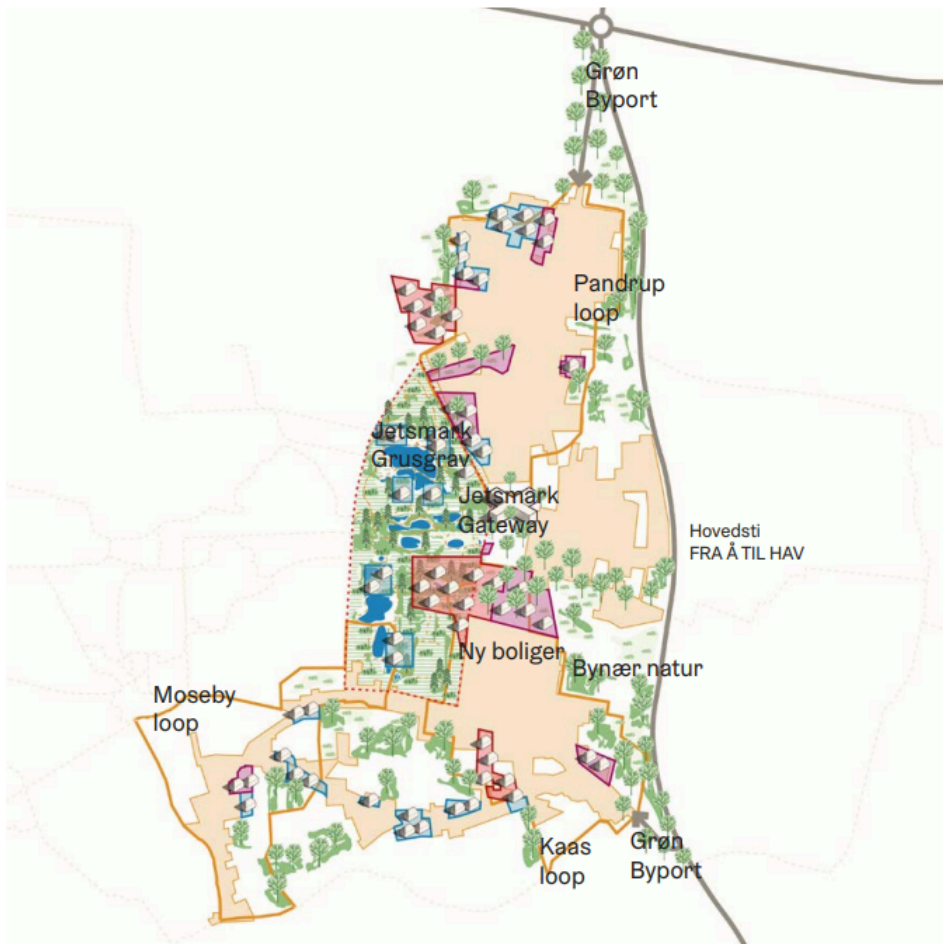 Grøn
Byport
Pandrup
loop
Jetsmark
Grusgrav
Jetsmark
Gateway
Hovedsti
FRA Å TIL HAV
Ny boliger
Bynær natur
Moseby
loop
Kaas
loop
Grøn
Byport